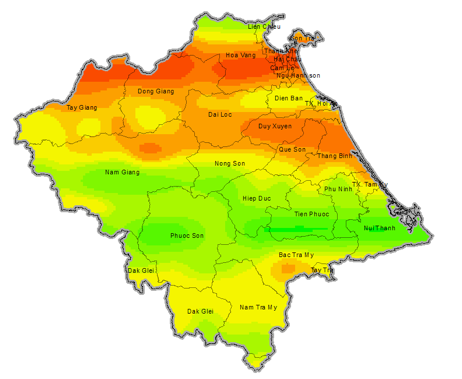 Lien Chieu
Son Tra
Thanh Khe
Hoa Vang
Hai Chau
Cam Le
Ngu Hanh son
Dong Giang
Dien Ban
Tay Giang
TX. Hoi An
Dai Loc
Duy Xuyen
Que Son
Thang Binh
Nong Son
Nam Giang
Phu Ninh
TX. Tam Ky
Hiep Duc
Tien Phuoc
Phuoc Son
Nui Thanh
Bac Tra My
Dak Glei
Tay Tra
Dak Glei
Nam Tra My